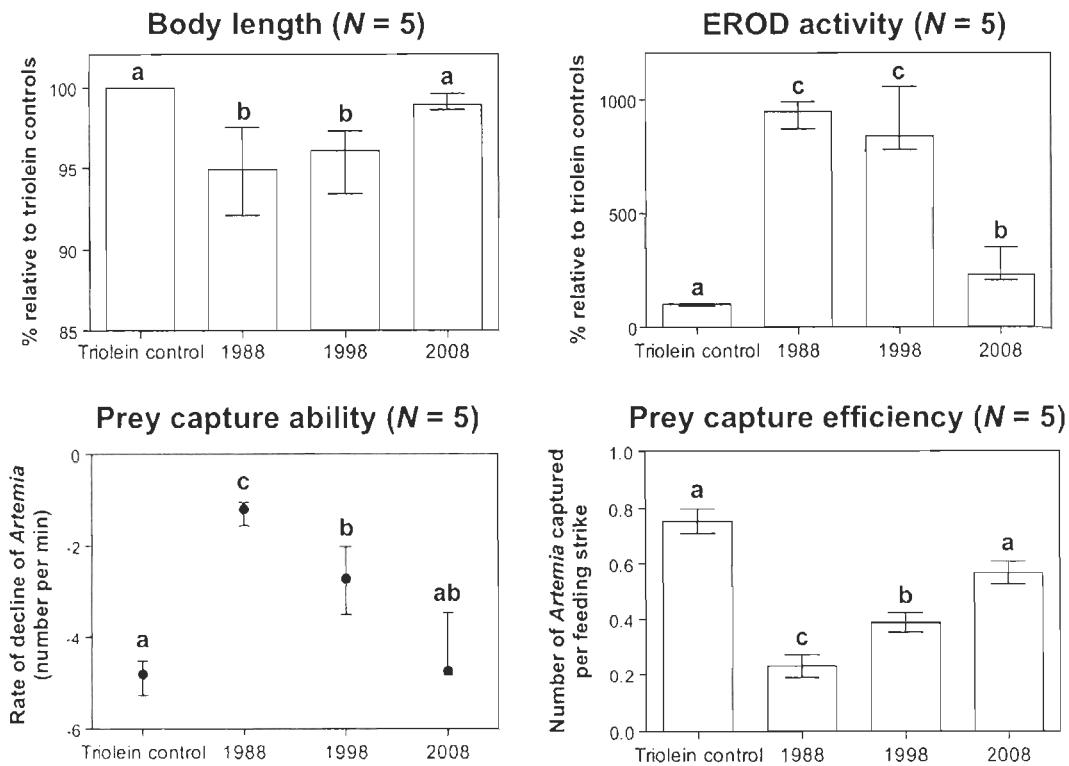 Body length (N = 5)
% relative to triolein controls
100
95
90
85
a
b
b
a
Triolein control
1988
1998
2008
EROD activity (N = 5)
% relative to triolein controls
1000
500
0
a
c
c
b
Triolein control
1988
1998
2008
Prey capture ability (N = 5)
Rate of decline of Artemia
(number per min)
0
-2
-4
-6
a
c
b
ab
Triolein control
1988
1998
2008
Prey capture efficiency (N = 5)
Number of Artemia captured
per feeding strike
1.0
0.8
0.6
0.4
0.2
0.0
a
c
b
a
Triolein control
1988
1998
2008